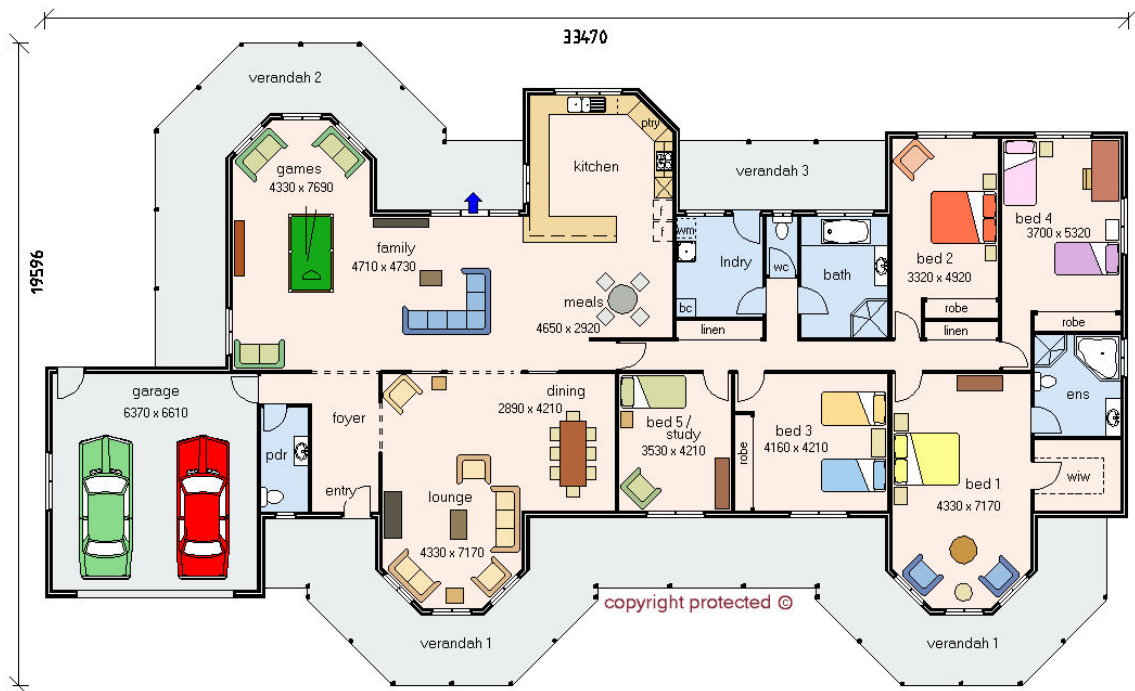 33470
19596
verandah 2
games
4330 x 7690
family
4710 x 4730
kitchen
ptry
f
f
meals
4650 x 2920
wm
lndry
bc
wc
bath
linen
verandah 3
bed 2
3320 x 4920
robe
linen
bed 4
3700 x 5320
robe
ens
garage
6370 x 6610
pdr
foyer
entry
dining
2890 x 4210
lounge
4330 x 7170
bed 5 /
study
3530 x 4210
robe
bed 3
4160 x 4210
bed 1
4330 x 7170
wiw
copyright protected ©
verandah 1
verandah 1